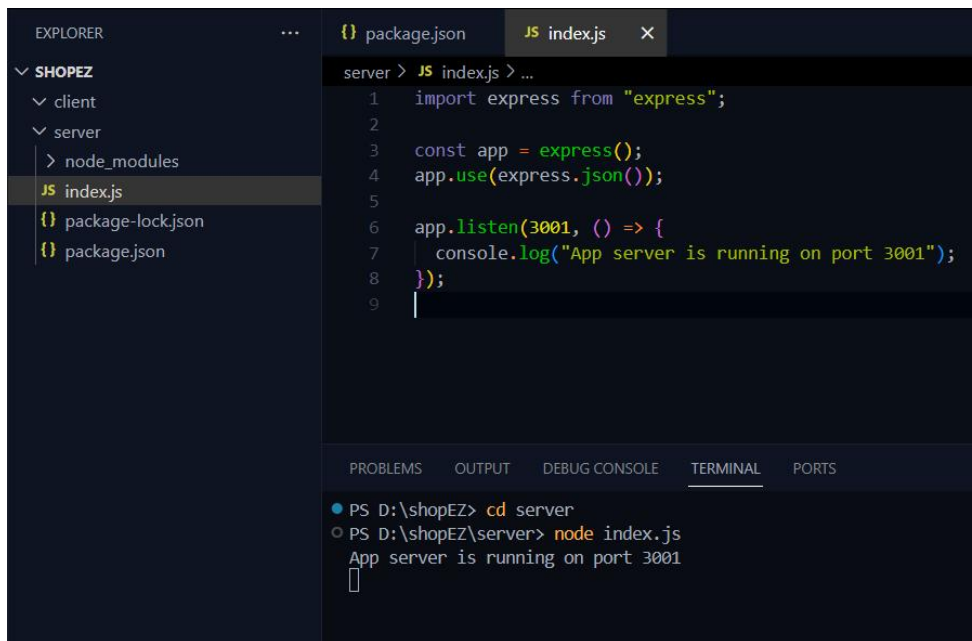 EXPLORER ...
SHOPEZ
client
server
node_modules
JS index.js
{} package-lock.json
{} package.json
{} package.json JS index.js ×
server > JS index.js > ...
1 import express from "express";
2
3 const app = express();
4 app.use(express.json());
5
6 app.listen(3001, () => {
7 console.log("App server is running on port 3001");
8 });
9
PROBLEMS OUTPUT DEBUG CONSOLE TERMINAL PORTS
PS D:\shopEZ> cd server
PS D:\shopEZ\server> node index.js
App server is running on port 3001